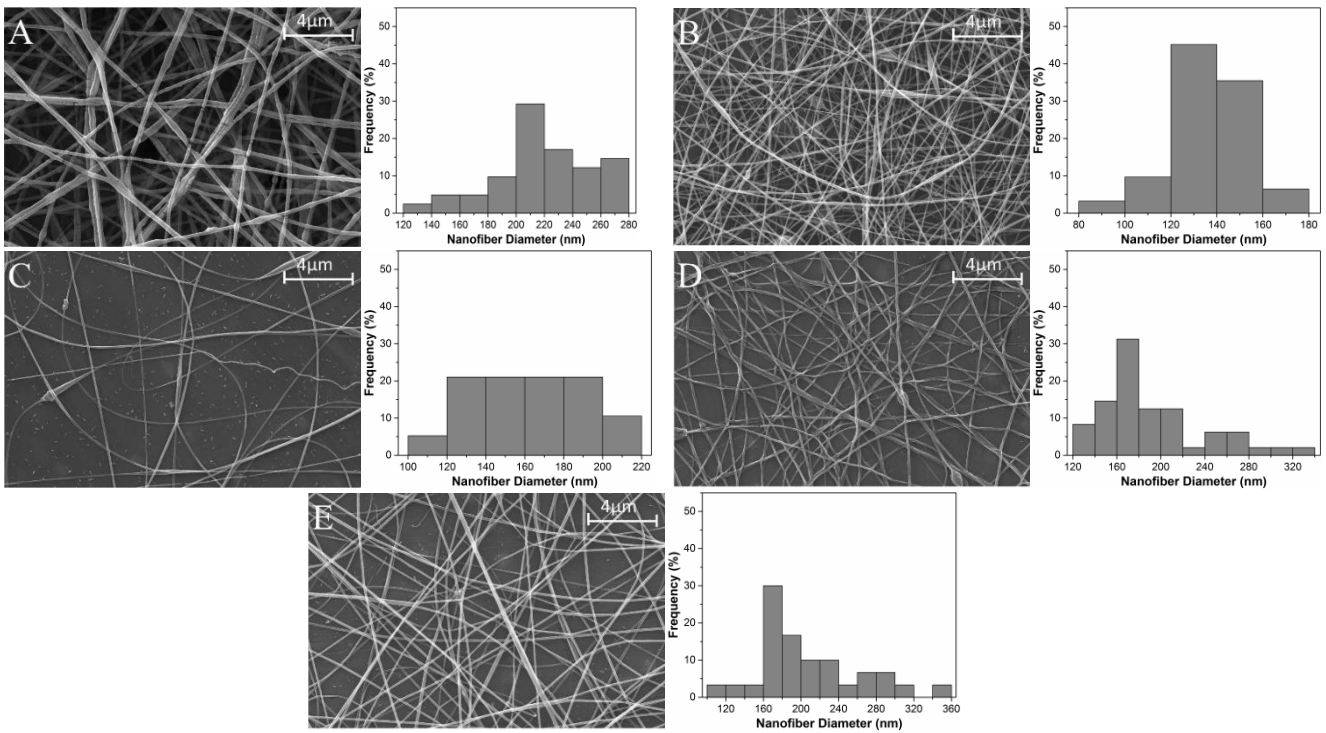 A
4µm
Frequency (%)
50
40
30
20
10
0
120 140 160 180 200 220 240 260 280
Nanofiber Diameter (nm)
B
4µm
Frequency (%)
50
40
30
20
10
0
80 100 120 140 160 180
Nanofiber Diameter (nm)
C
4µm
Frequency (%)
50
40
30
20
10
0
100 120 140 160 180 200 220
Nanofiber Diameter (nm)
D
4µm
Frequency (%)
50
40
30
20
10
0
120 160 200 240 280 320
Nanofiber Diameter (nm)
E
4µm
Frequency (%)
50
40
30
20
10
0
120 160 200 240 280 320 360
Nanofiber Diameter (nm)